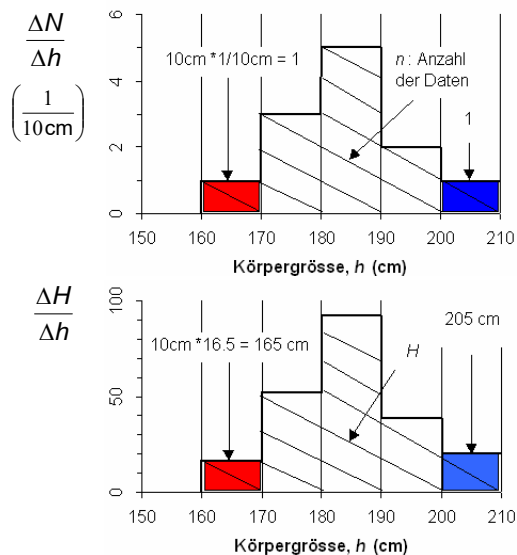 ΔN
Δh
(1
10cm)
6
4
2
0
10cm *1/10cm = 1
n: Anzahl
der Daten
1
150 160 170 180 190 200 210
Körpergrösse, h (cm)
ΔH
Δh
100
50
0
10cm *16.5 = 165 cm
H
205 cm
150 160 170 180 190 200 210
Körpergrösse, h (cm)